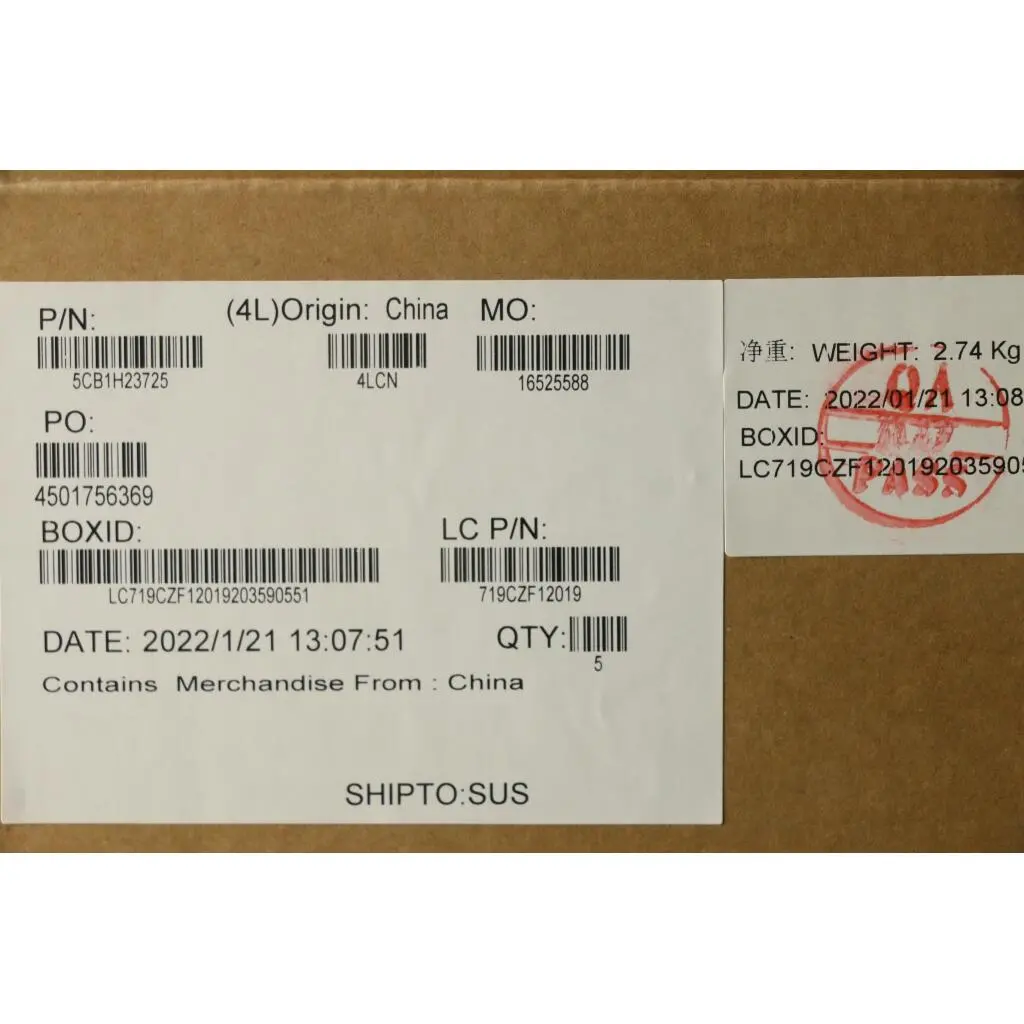 P/N:
(4L)Origin: China
MO:
5CB1H23725
4LCN
16525588
PO:
4501756369
BOXID:
LC P/N:
LC719CZF12019203590551
719CZF12019
DATE: 2022/1/21 13:07:51
QTY:
5
Contains Merchandise From : China
SHIPTO:SUS
净重: WEIGHT: 2.74 Kg
DATE: 2022/01/21 13:08
BOXID:
LC719CZF120192035905
QA
PASS